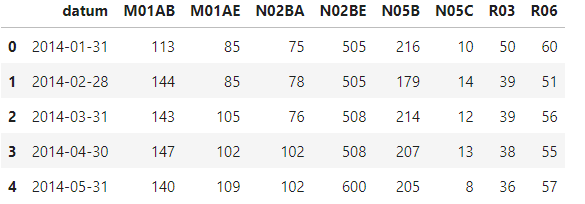 datum M01AB M01AE N02BA N02BE N05B N05C R03 R06
0 2014-01-31 113 85 75 505 216 10 50 60
1 2014-02-28 144 85 78 505 179 14 39 51
2 2014-03-31 143 105 76 508 214 12 39 56
3 2014-04-30 147 102 102 508 207 13 38 55
4 2014-05-31 140 109 102 600 205 8 36 57